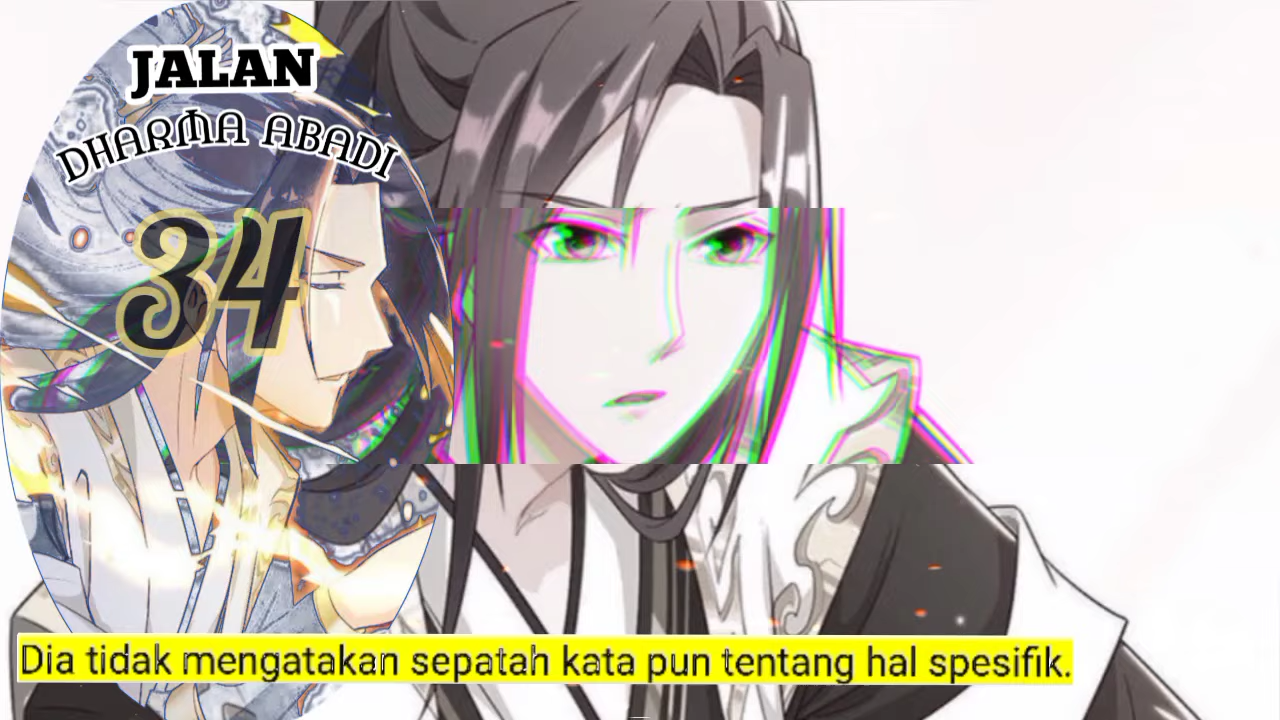 JALAN
DHARMA ABADI
34
Dia tidak mengatakan sepatah kata pun tentang hal spesifik.